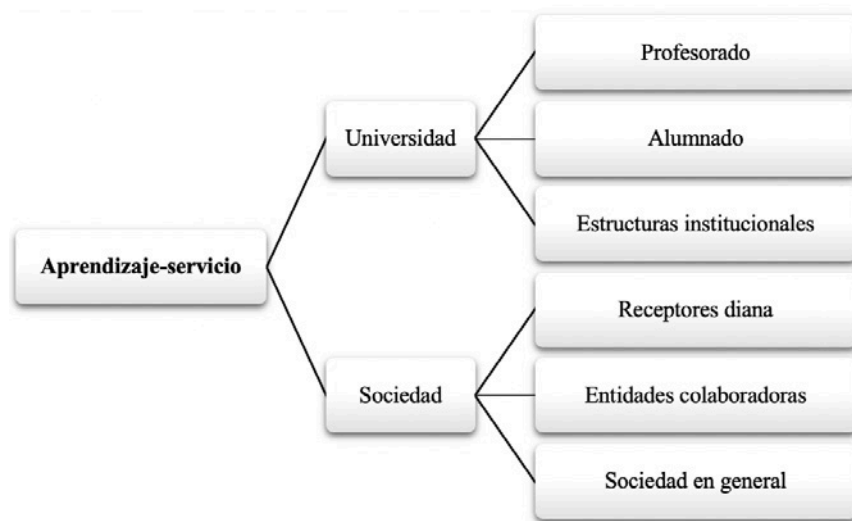 Aprendizaje-servicio
Universidad
Profesorado
Alumnado
Estructuras institucionales
Sociedad
Receptores diana
Entidades colaboradoras
Sociedad en general